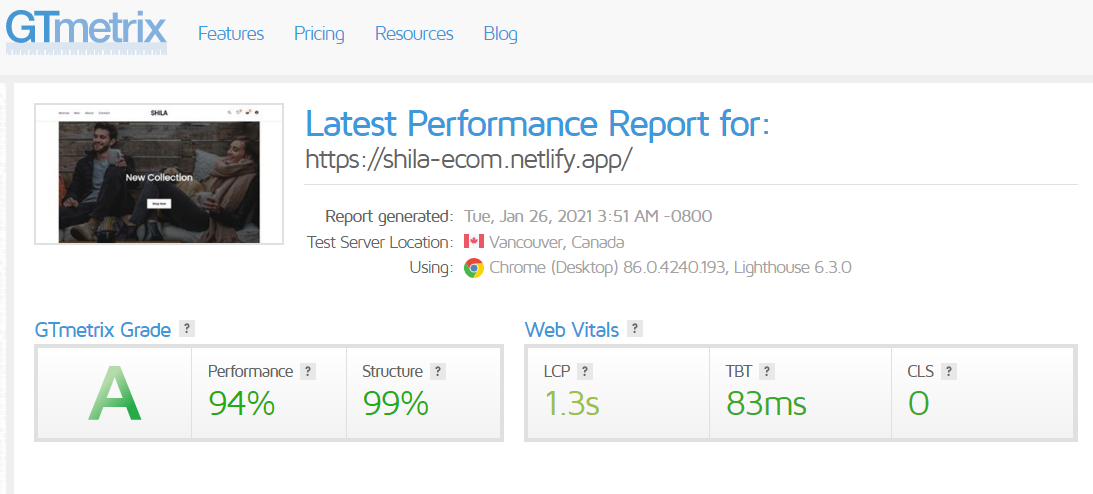 GTmetrix
Features Pricing Resources Blog
SHILA
New Collection
Shop Now
Latest Performance Report for:
https://shila-ecom.netlify.app/
Report generated: Tue, Jan 26, 2021 3:51 AM -0800
Test Server Location: Vancouver, Canada
Using: Chrome (Desktop) 86.0.4240.193, Lighthouse 6.3.0
GTmetrix Grade ? Web Vitals ?
A
Performance ? Structure ? LCP ? TBT ? CLS ?
94% 99% 1.3s 83ms 0